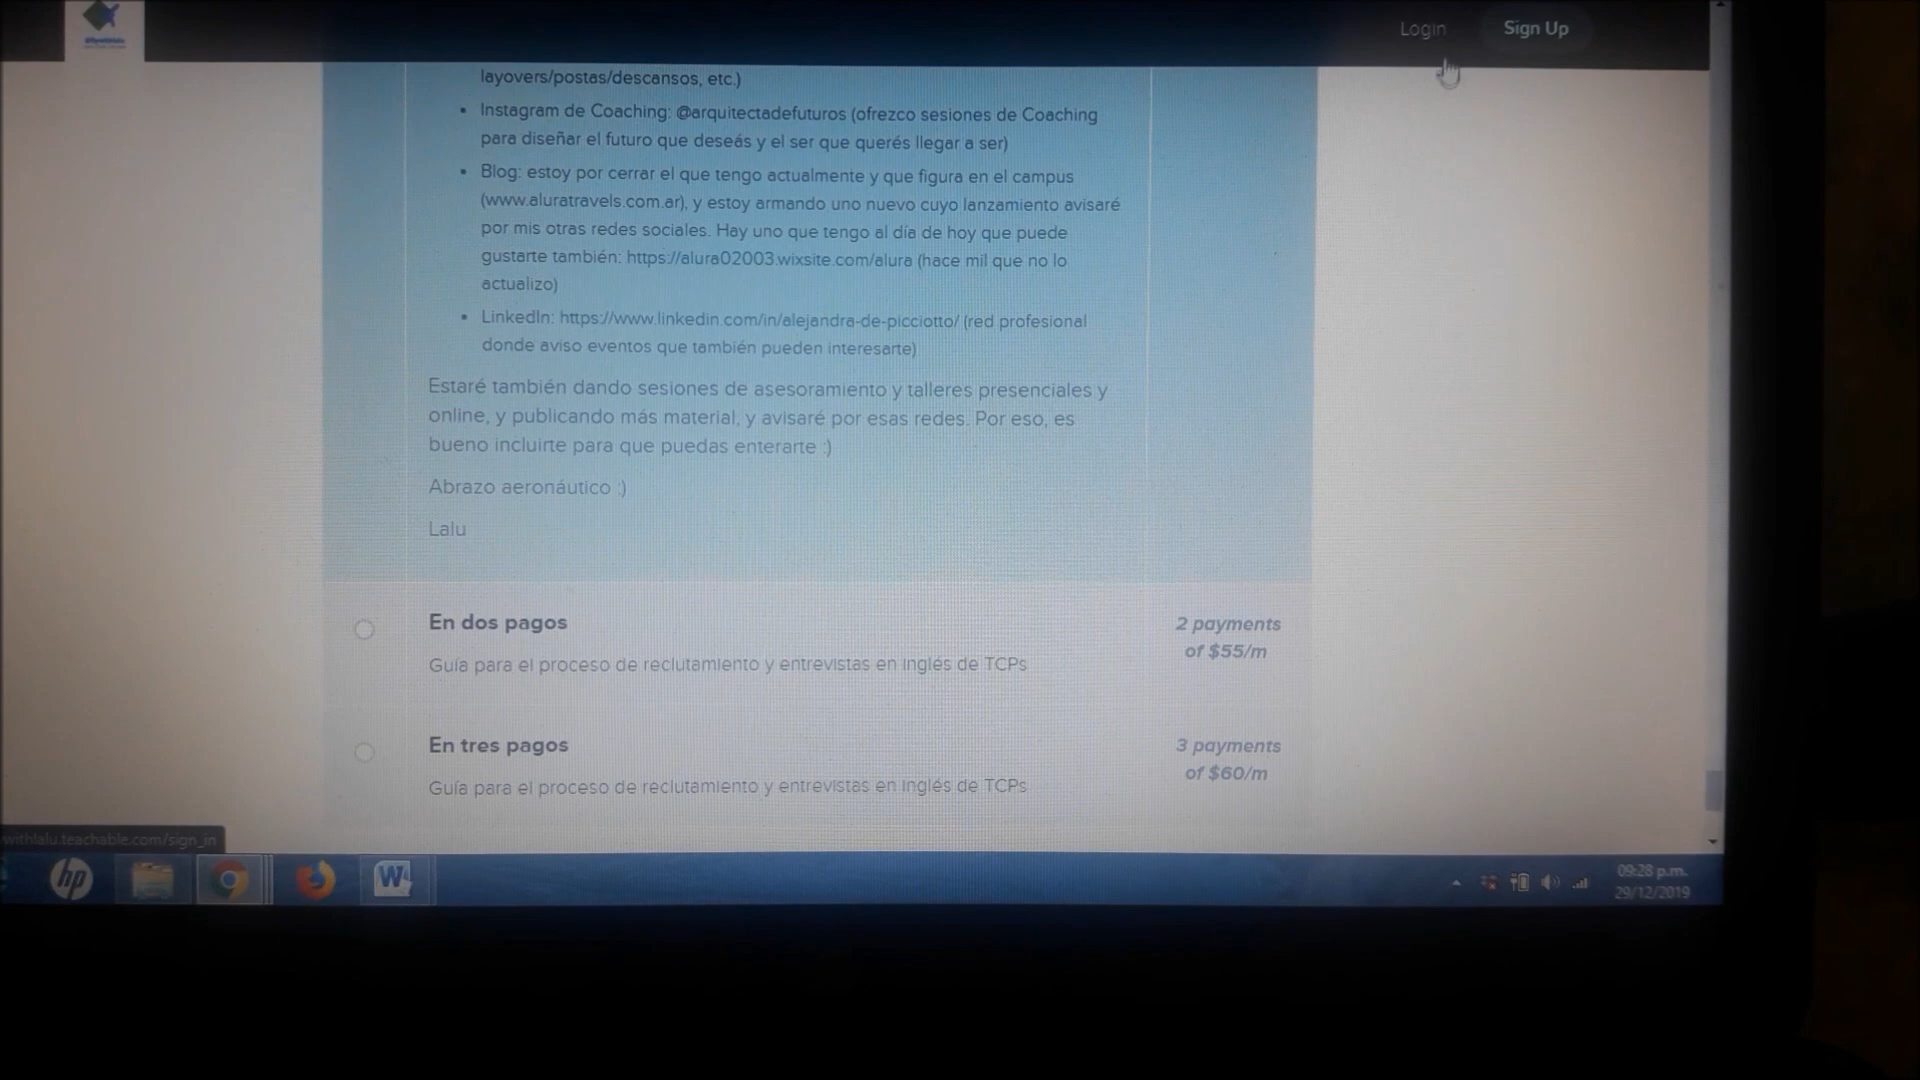 Login
Sign Up
layovers/postas/descansos, etc.)
• Instagram de Coaching: @arquitectadefuturos (ofrezco sesiones de Coaching
para diseñar el futuro que deseás y el ser que querés llegar a ser)
• Blog: estoy por cerrar el que tengo actualmente y que figura en el campus
(www.aluratravels.com.ar), y estoy armando uno nuevo cuyo lanzamiento avisaré
por mis otras redes sociales. Hay uno que tengo al día de hoy que puede
gustarte también: https://alura02003.wixsite.com/alura (hace mil que no lo
actualizo)
• LinkedIn: https://www.linkedin.com/in/alejandra-de-picciotto/ (red profesional
donde aviso eventos que también pueden interesarte)
Estaré también dando sesiones de asesoramiento y talleres presenciales y
online, y publicando más material, y avisaré por esas redes. Por eso, es
bueno incluirte para que puedas enterarte :)
Abrazo aeronáutico :)
Lalu
En dos pagos
2 payments
of $55/m
Guía para el proceso de reclutamiento y entrevistas en inglés de TCPs
En tres pagos
3 payments
of $60/m
Guía para el proceso de reclutamiento y entrevistas en inglés de TCPs
withlalu.teachable.com/sign_in
hp
W
09:28 p.m.
29/12/2019